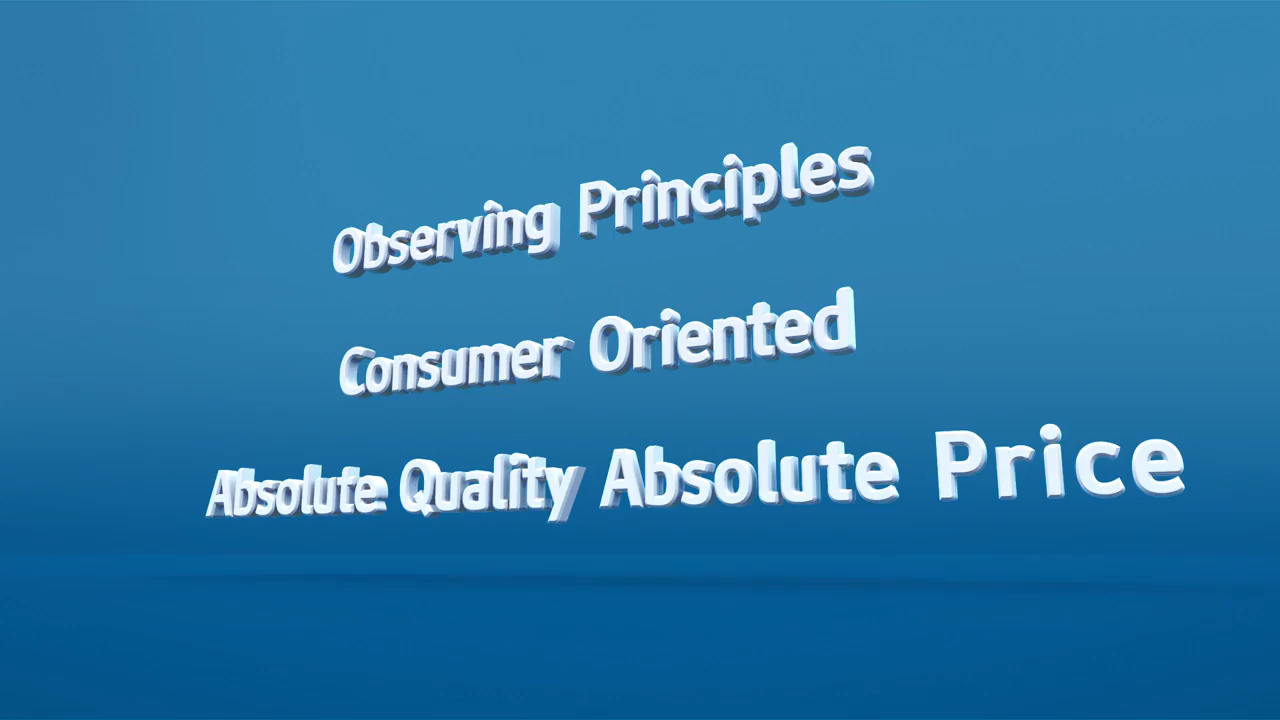 Observing Principles
Consumer Oriented
Absolute Quality Absolute Price